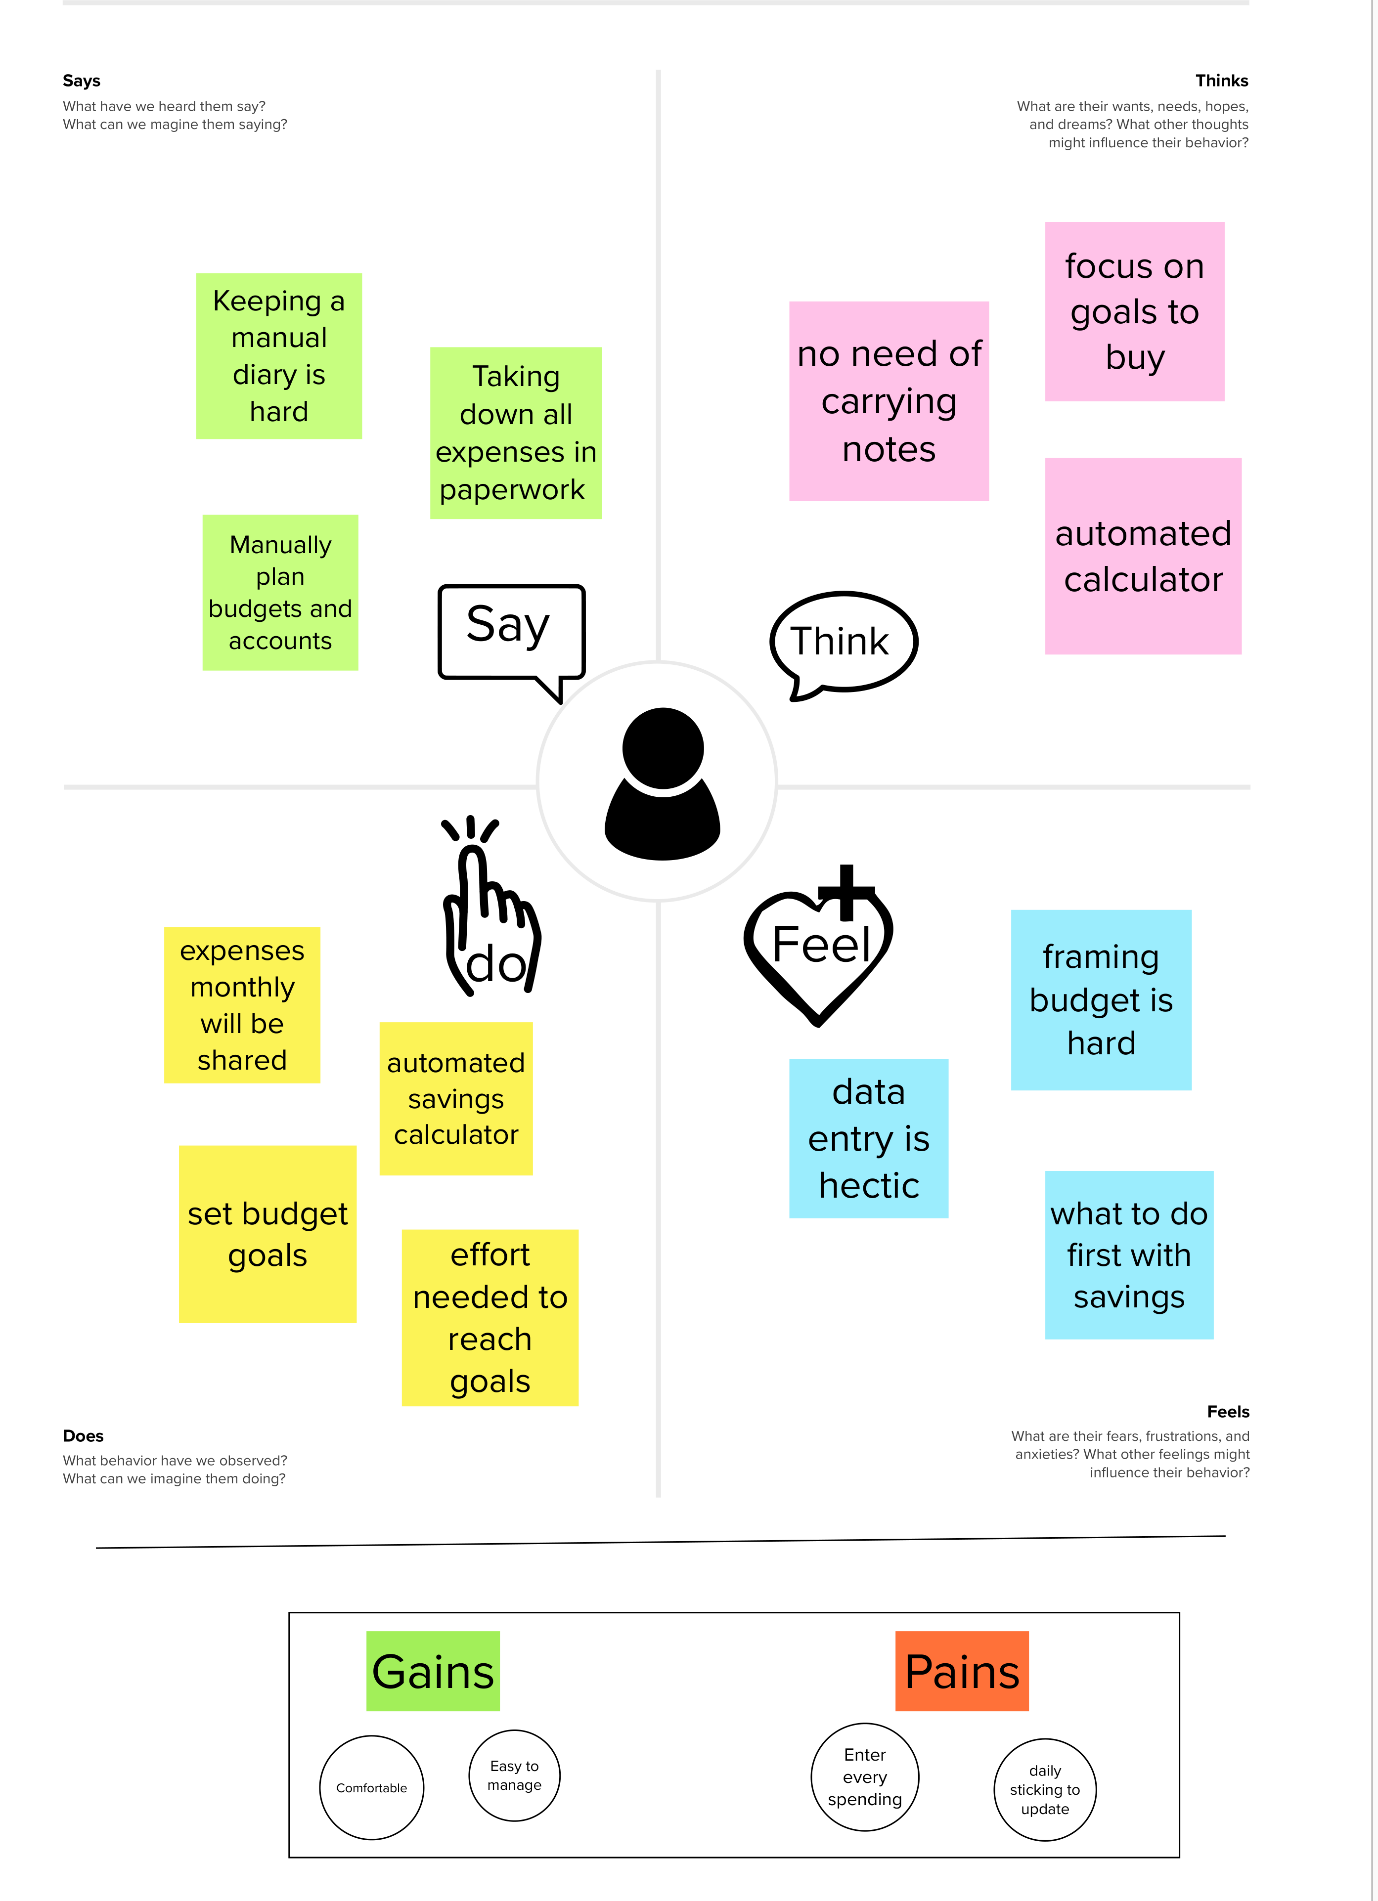 Says
What have we heard them say?
What can we magine them saying?
Thinks
What are their wants, needs, hopes,
and dreams? What other thoughts
might influence their behavior?
Keeping a
manual
diary is
hard
Taking
down all
expenses in
paperwork
Manually
plan
budgets and
accounts
Say
no need of
carrying
notes
focus on
goals to
buy
automated
calculator
Think
do
expenses
monthly
will be
shared
automated
savings
calculator
set budget
goals
effort
needed to
reach
goals
Does
What behavior have we observed?
What can we imagine them doing?
Feel
framing
budget is
hard
data
entry is
hectic
what to do
first with
savings
Feels
What are their fears, frustrations, and
anxieties? What other feelings might
influence their behavior?
Gains
Comfortable
Easy to
manage
Pains
Enter
every
spending
daily
sticking to
update